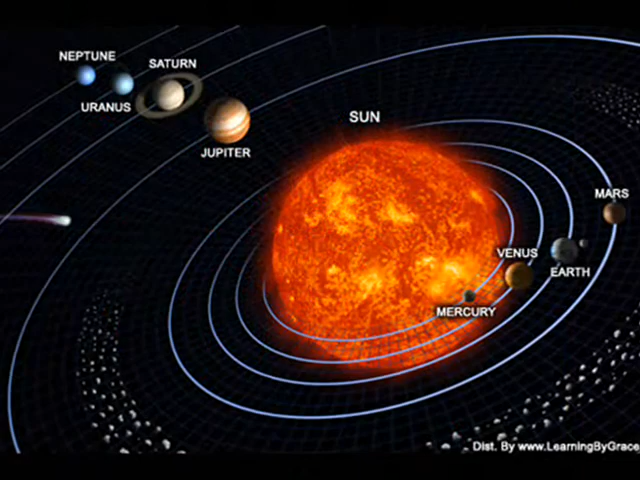 NEPTUNE
SATURN
URANUS
SUN
JUPITER
MARS
VENUS
EARTH
MERCURY
Dist. By www.LearningByGrace